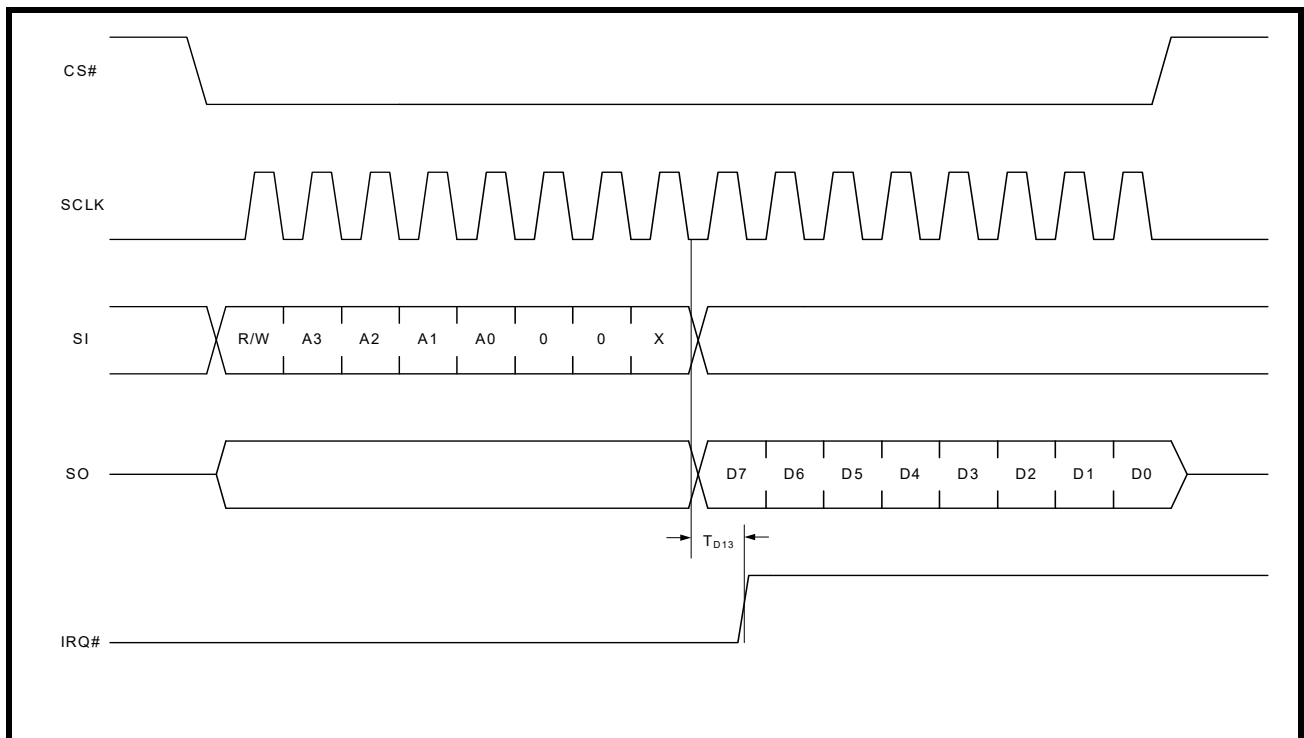 CS#
SCLK
SI R/W A3 A2 A1 A0 0 0 X
SO D7 D6 D5 D4 D3 D2 D1 D0
TD13
IRQ#